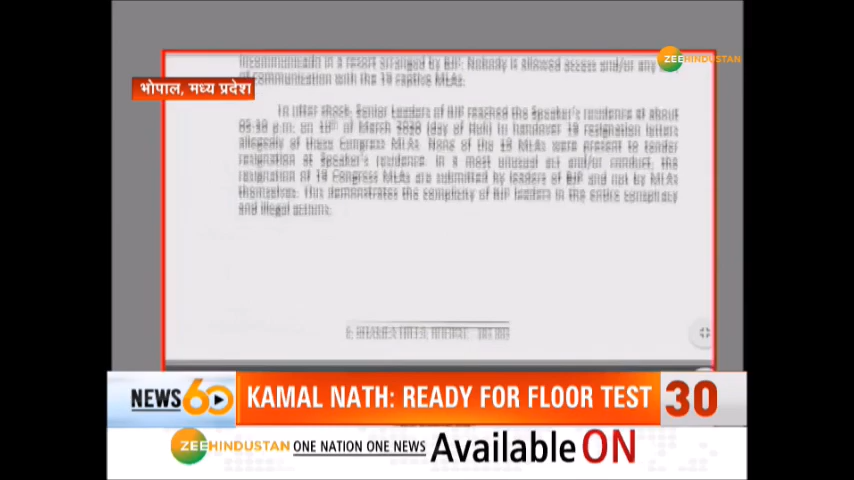 ZEE HINDUSTAN
भोपाल, मध्य प्रदेश
incommunicado in a resort arranged by BJP. Nobody is allowed access and/or any
of communication with the 19 captive MLAs.
To utter shock, Senior Leaders of BJP reached the Speaker's residence at about
05:30 p.m. on 10th of March 2020 (day of Holi) to handover 19 resignation letters
allegedly of these Congress MLAs. None of the 19 MLAs were present to tender
resignation at Speaker's residence. In a most unusual act and/or conduct, the
resignation of 19 Congress MLAs are submitted by leaders of BJP and not by MLAs
themselves. This demonstrates the complicity of BJP leaders in the entire conspiracy
and illegal actions.
NEWS 60
KAMAL NATH: READY FOR FLOOR TEST
30
ZEE HINDUSTAN ONE NATION ONE NEWS Available ON